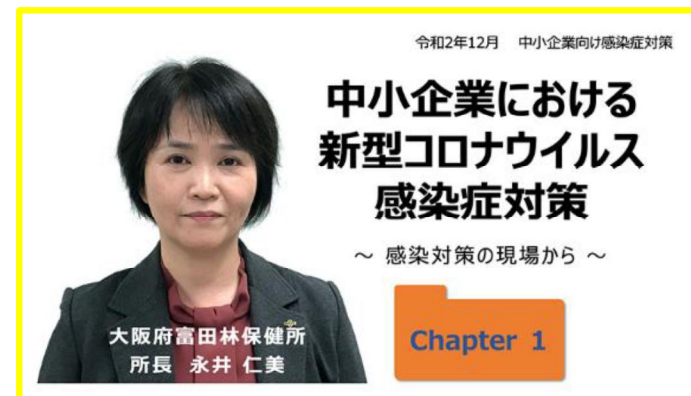 令和2年12月　中小企業向け感染症対策
中小企業における
新型コロナウイルス
感染症対策
～ 感染対策の現場から ～
大阪府富田林保健所
所長　永井 仁美
Chapter 1